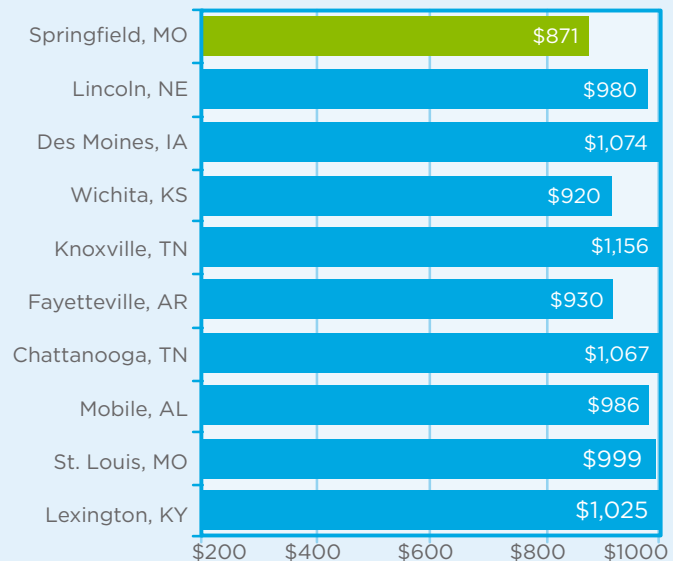 Springfield, MO $871
Lincoln, NE $980
Des Moines, IA $1,074
Wichita, KS $920
Knoxville, TN $1,156
Fayetteville, AR $930
Chattanooga, TN $1,067
Mobile, AL $986
St. Louis, MO $999
Lexington, KY $1,025
$200 $400 $600 $800 $1000